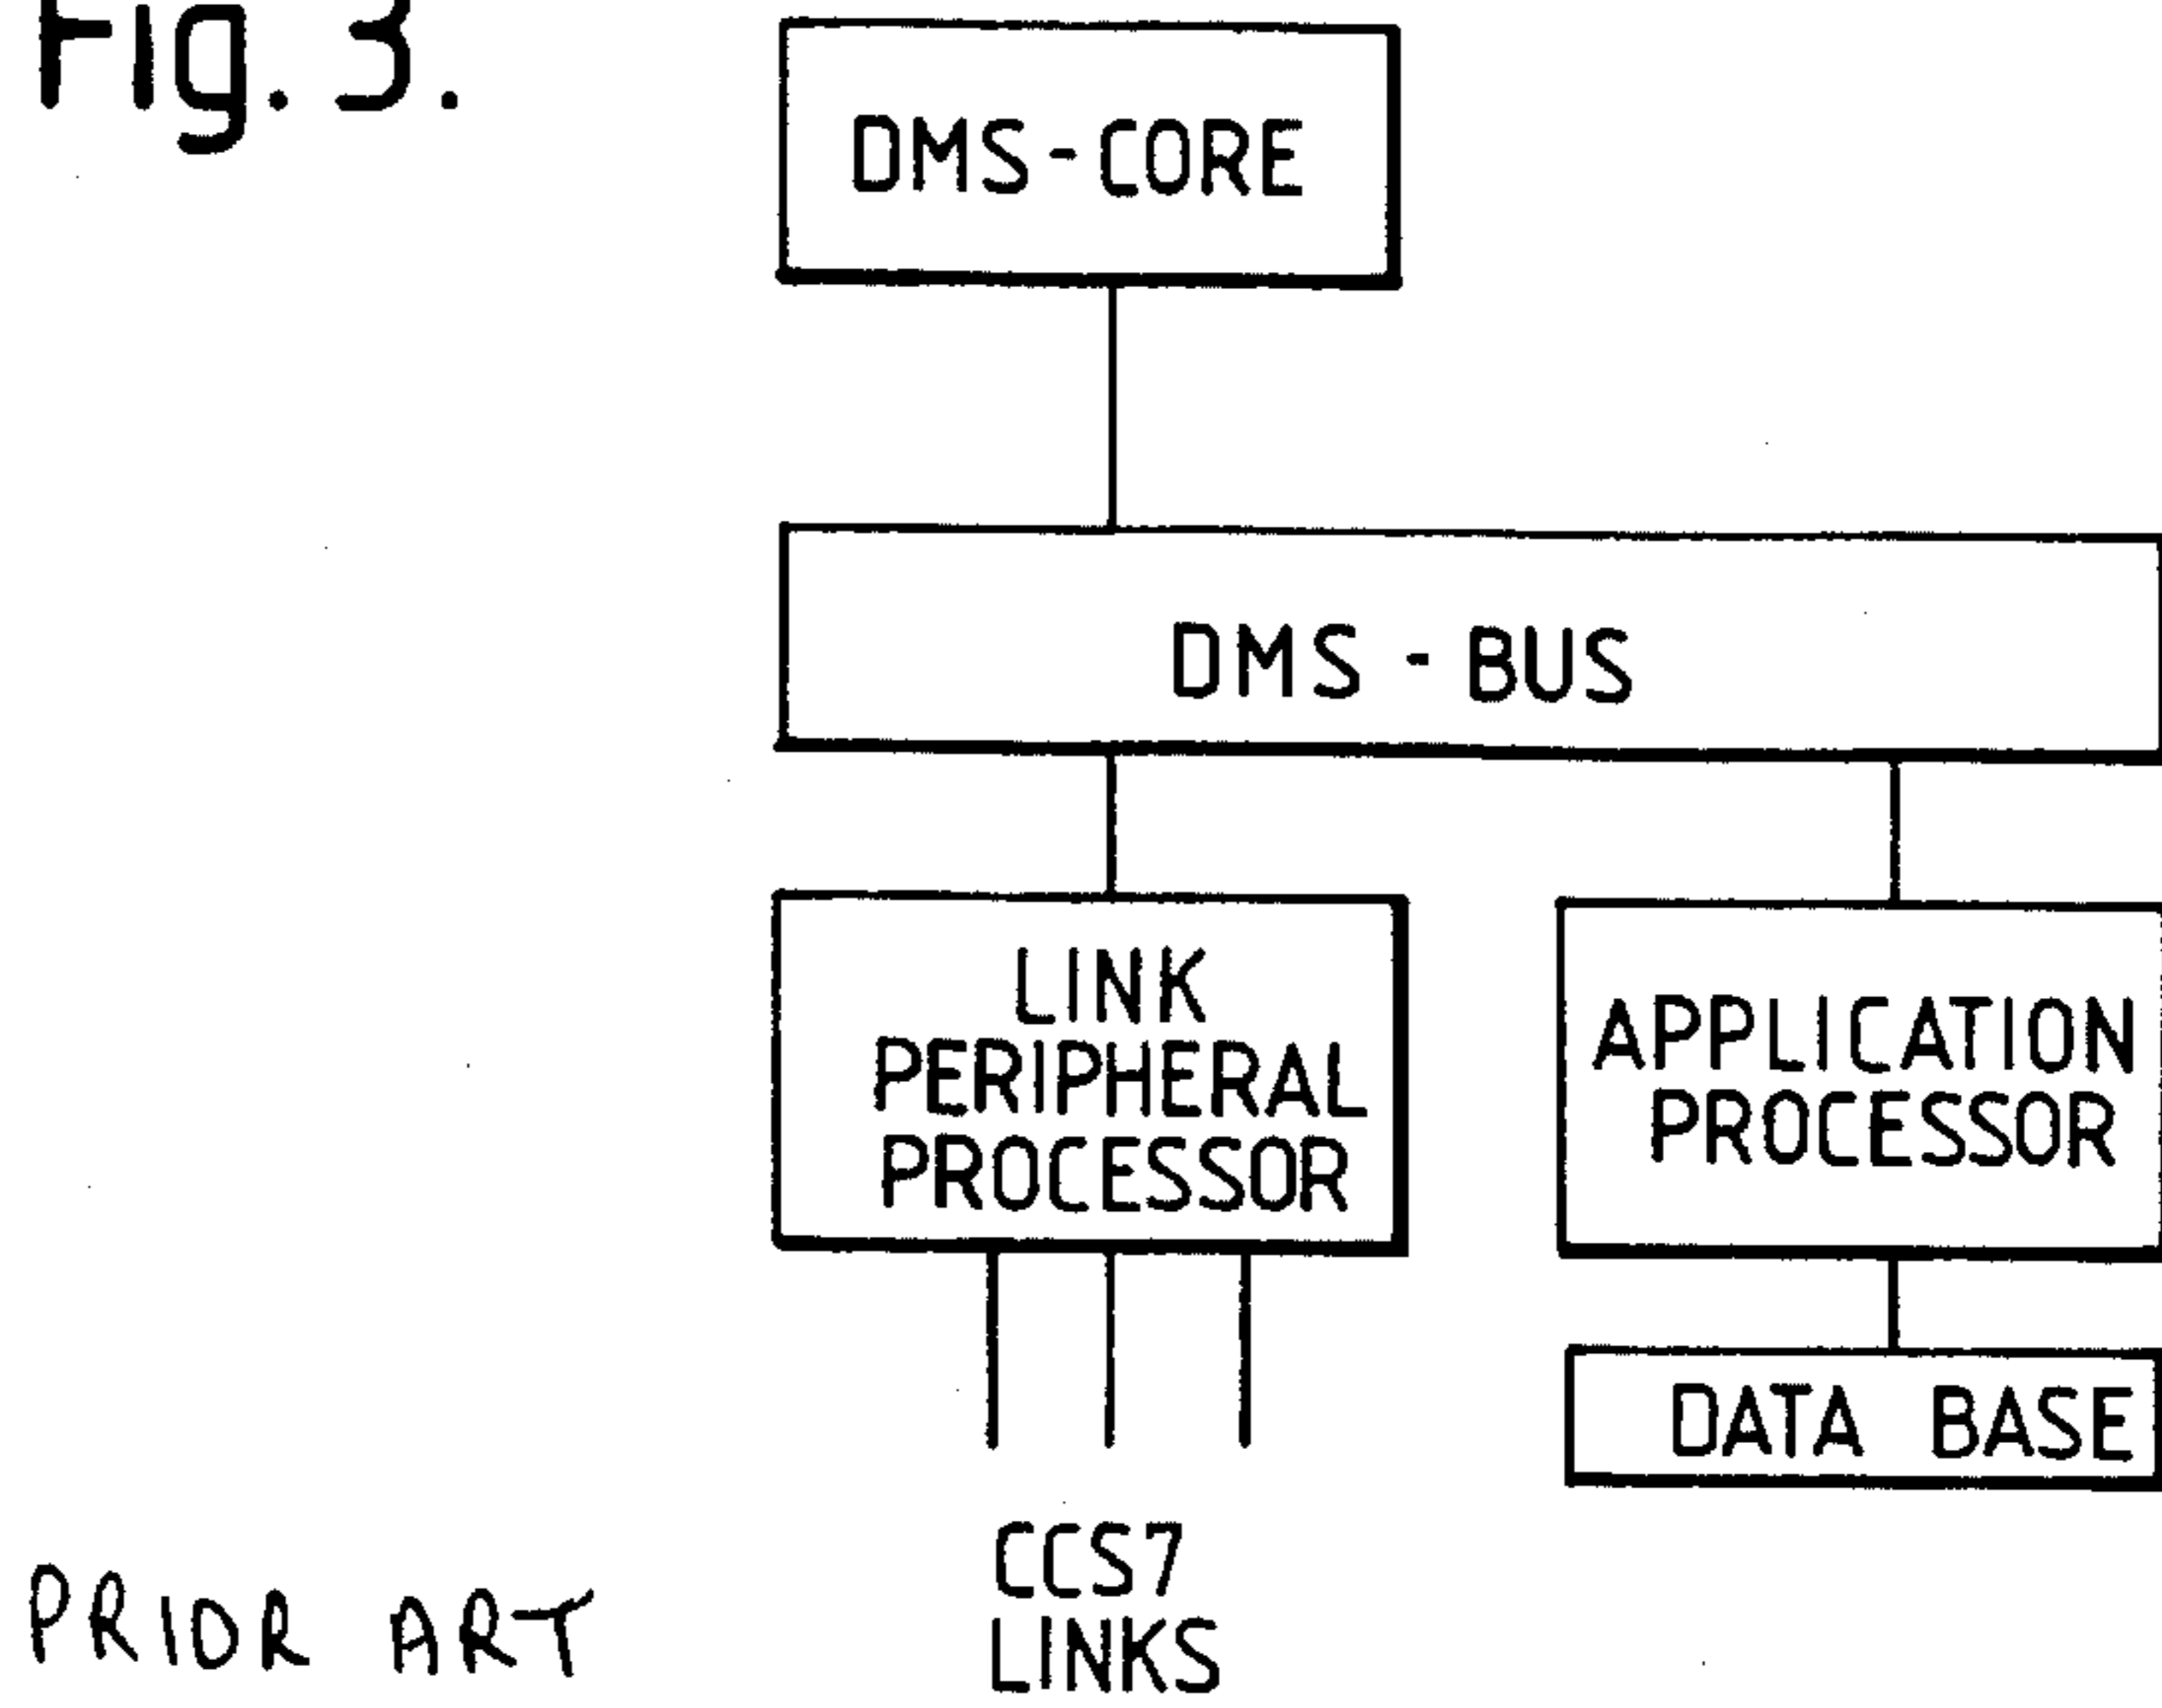 Fig. 3.
DMS-CORE
DMS - BUS
LINK
PERIPHERAL
PROCESSOR
APPLICATION
PROCESSOR
DATA BASE
CCS7
LINKS
PRIOR ART